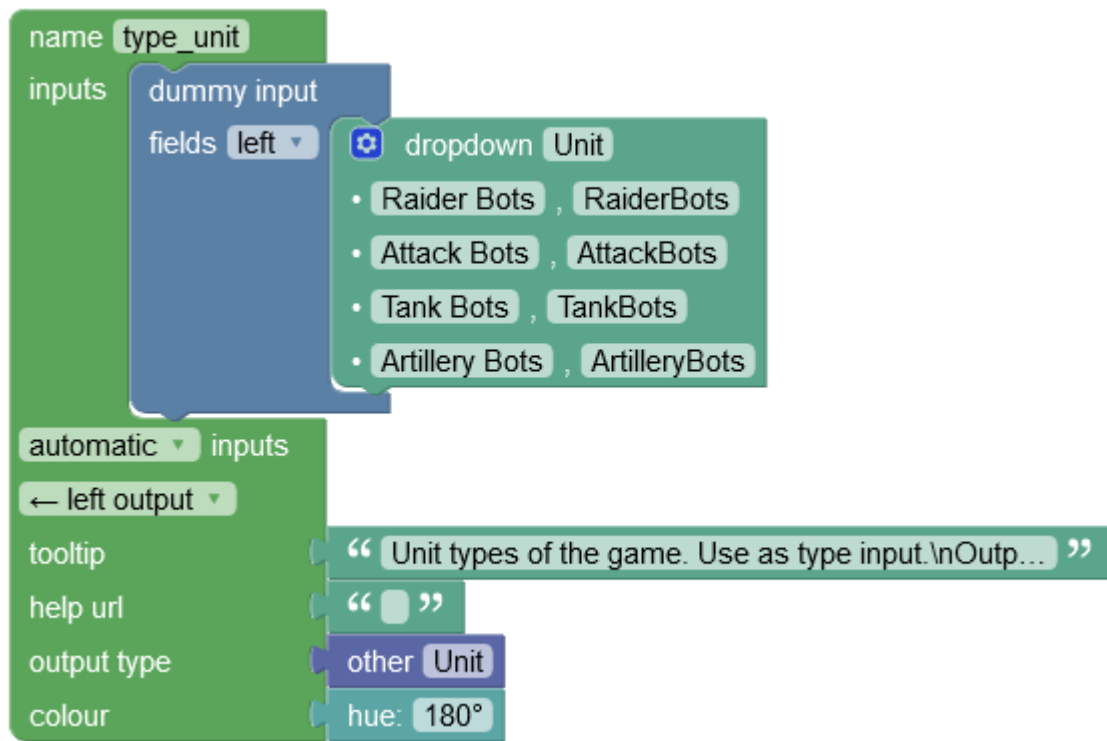 name type_unit
inputs dummy input
fields left ▾ dropdown Unit
• Raider Bots , RaiderBots
• Attack Bots , AttackBots
• Tank Bots , TankBots
• Artillery Bots , ArtilleryBots
automatic ▾ inputs
← left output ▾
tooltip “ Unit types of the game. Use as type input.\nOutp... ”
help url “ ”
output type other Unit
colour hue: 180°